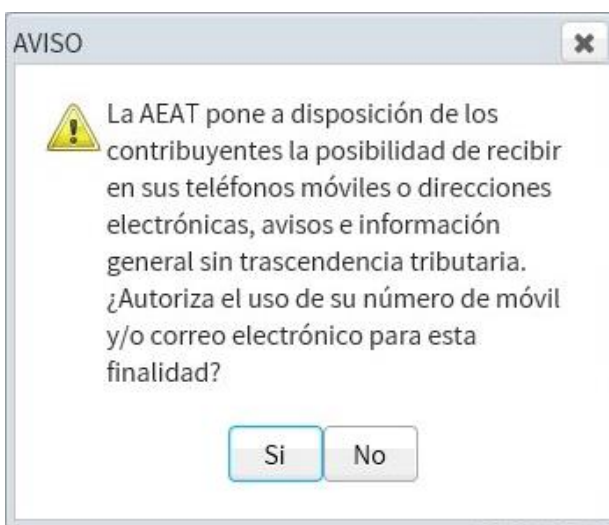 AVISO
La AEAT pone a disposición de los
contribuyentes la posibilidad de recibir
en sus teléfonos móviles o direcciones
electrónicas, avisos e información
general sin trascendencia tributaria.
¿Autoriza el uso de su número de móvil
y/o correo electrónico para esta
finalidad?
Si No